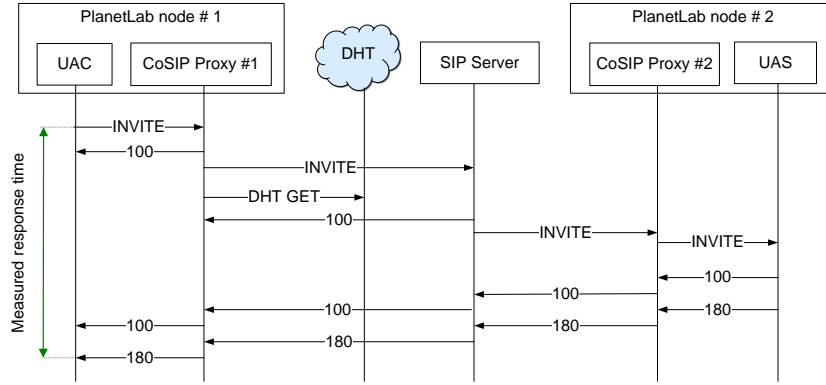 PlanetLab node # 1
PlanetLab node # 2
UAC
CoSIP Proxy #1
DHT
SIP Server
CoSIP Proxy #2
UAS
Measured response time
INVITE
100
INVITE
DHT GET
100
INVITE
INVITE
100
100
100
180
100
180
180
180